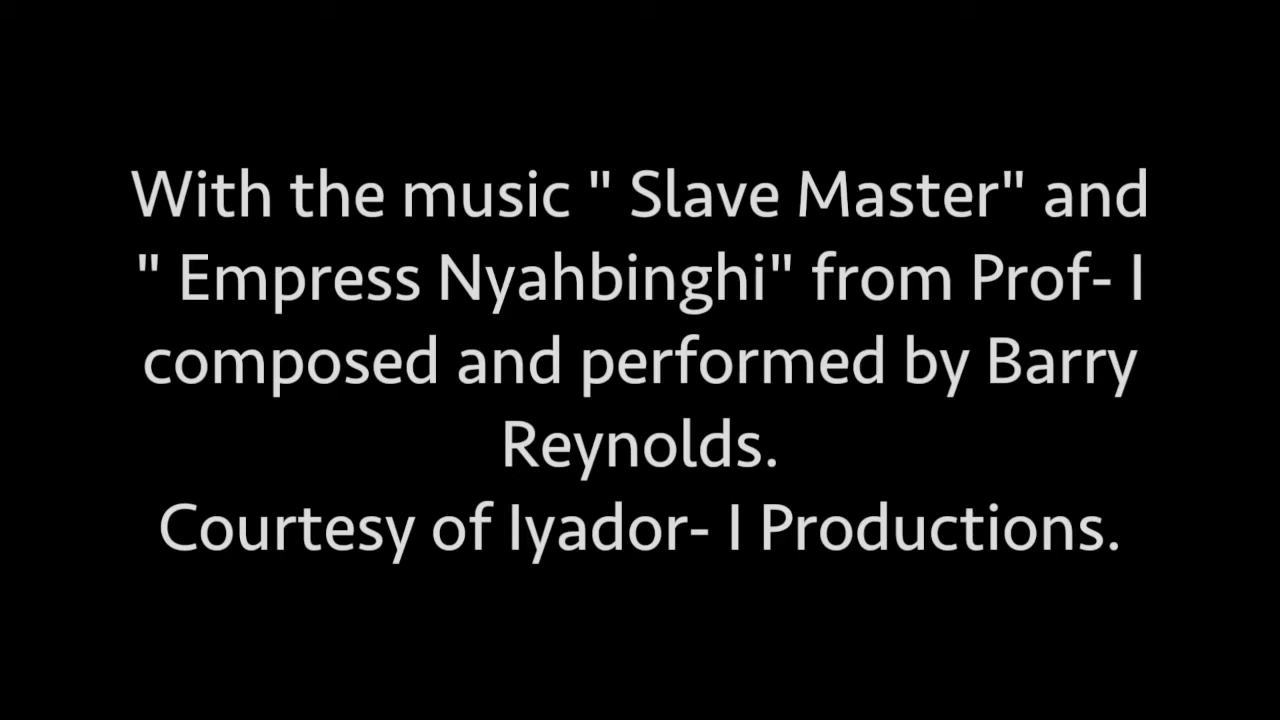 With the music " Slave Master" and
" Empress Nyahbinghi" from Prof- I
composed and performed by Barry
Reynolds.
Courtesy of Iyador- I Productions.